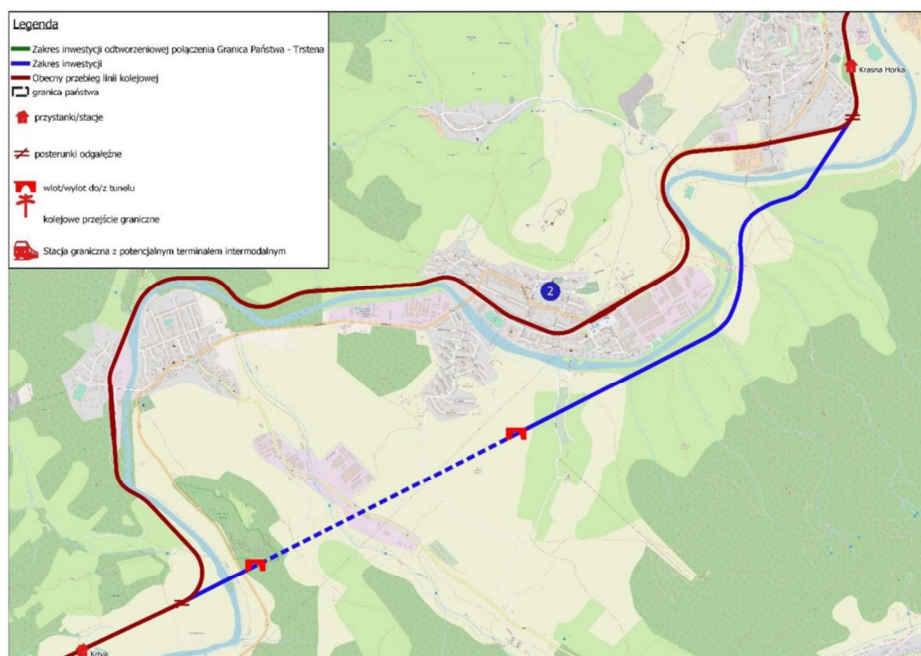 Legenda
Zakres inwestycji odtworzeniowej połączenia Granica Państwa - Trstena
Zakres inwestycji
Obecny przebieg linii kolejowej
granica państwa
przystanki/stacje
posterunki odgałęźne
wlot/wylot do/z tunelu
kolejowe przejście graniczne
Stacja graniczna z potencjalnym terminalem intermodalnym
Krasna Horka
2
Kriva